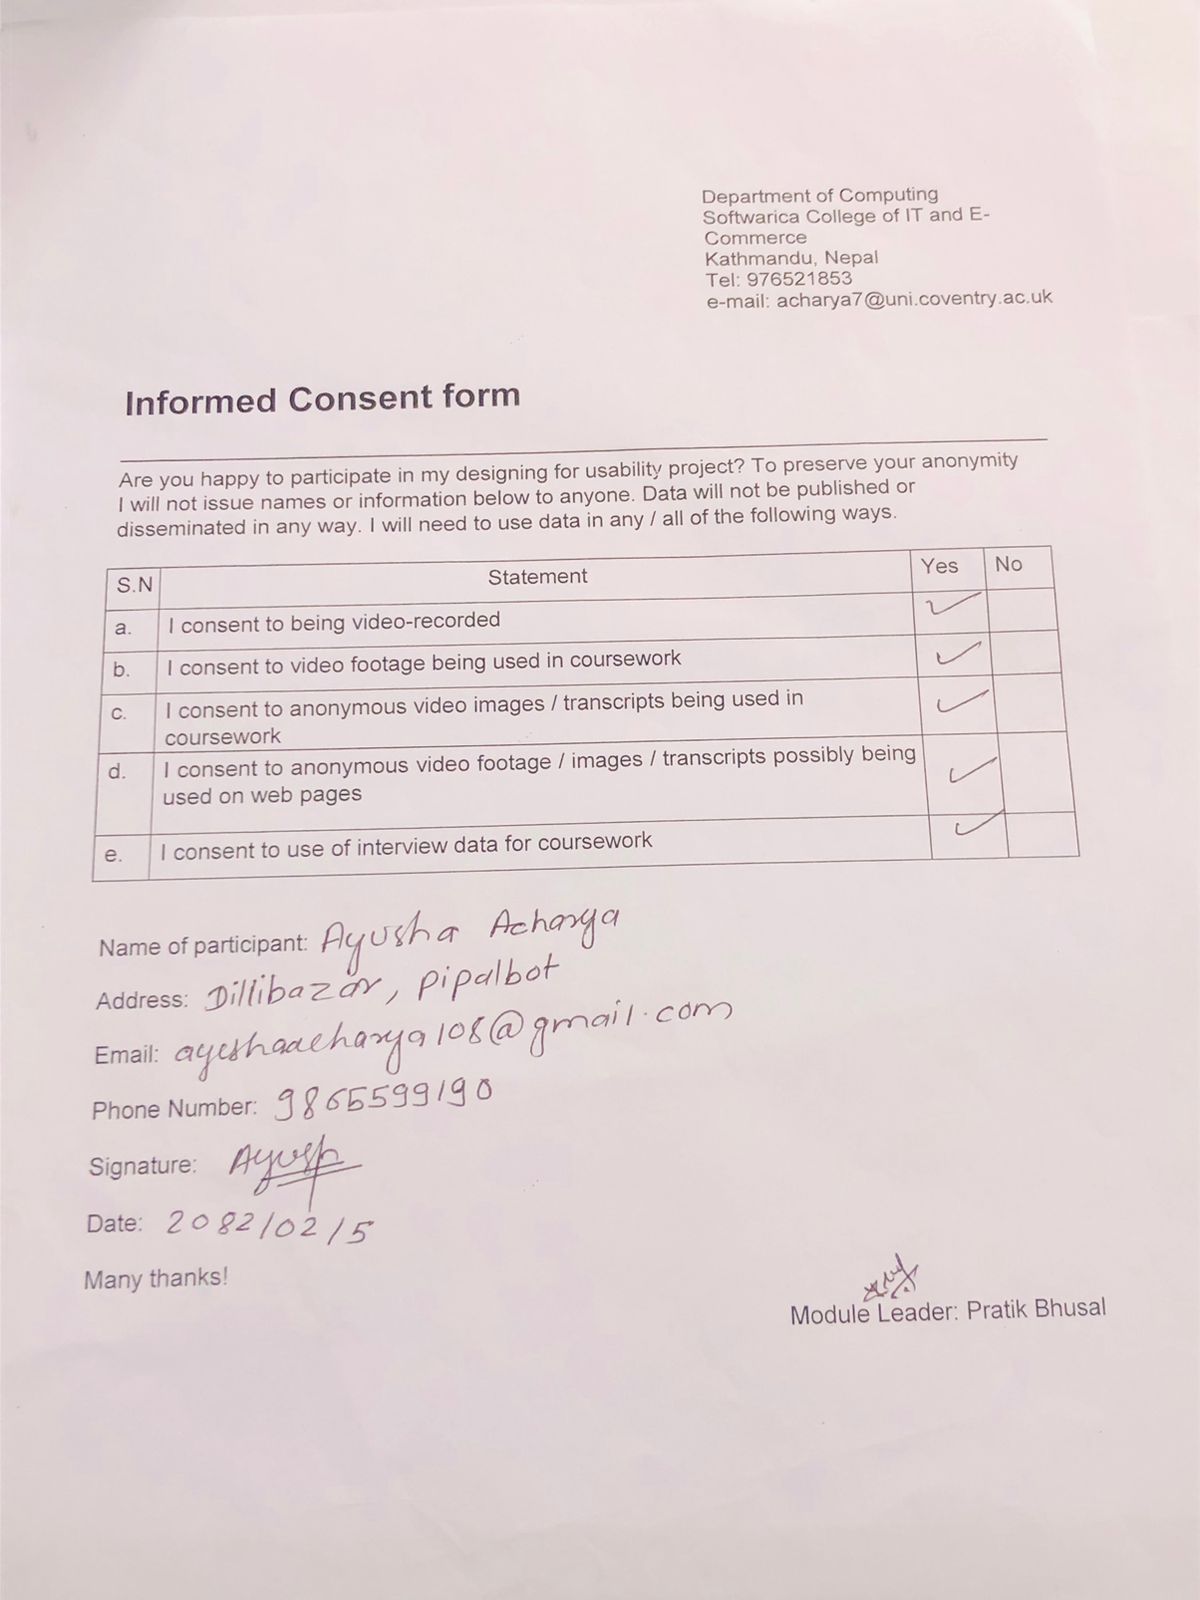 Department of Computing
Softwarica College of IT and E-
Commerce
Kathmandu, Nepal
Tel: 976521853
e-mail: acharya7@uni.coventry.ac.uk
Informed Consent form
Are you happy to participate in my designing for usability project? To preserve your anonymity
I will not issue names or information below to anyone. Data will not be published or
disseminated in any way. I will need to use data in any / all of the following ways.
S.N Statement Yes No
a. I consent to being video-recorded ✓
b. I consent to video footage being used in coursework ✓
c. I consent to anonymous video images / transcripts being used in
coursework ✓
d. I consent to anonymous video footage / images / transcripts possibly being
used on web pages ✓
e. I consent to use of interview data for coursework ✓
Name of participant: Ayusha Acharya
Address: Dillibazar, pipalbot
Email: ayeshaacharya108@gmail.com
Phone Number: 9865599190
Signature: Ayush
Date: 2082/02/5
Many thanks!
Module Leader: Pratik Bhusal